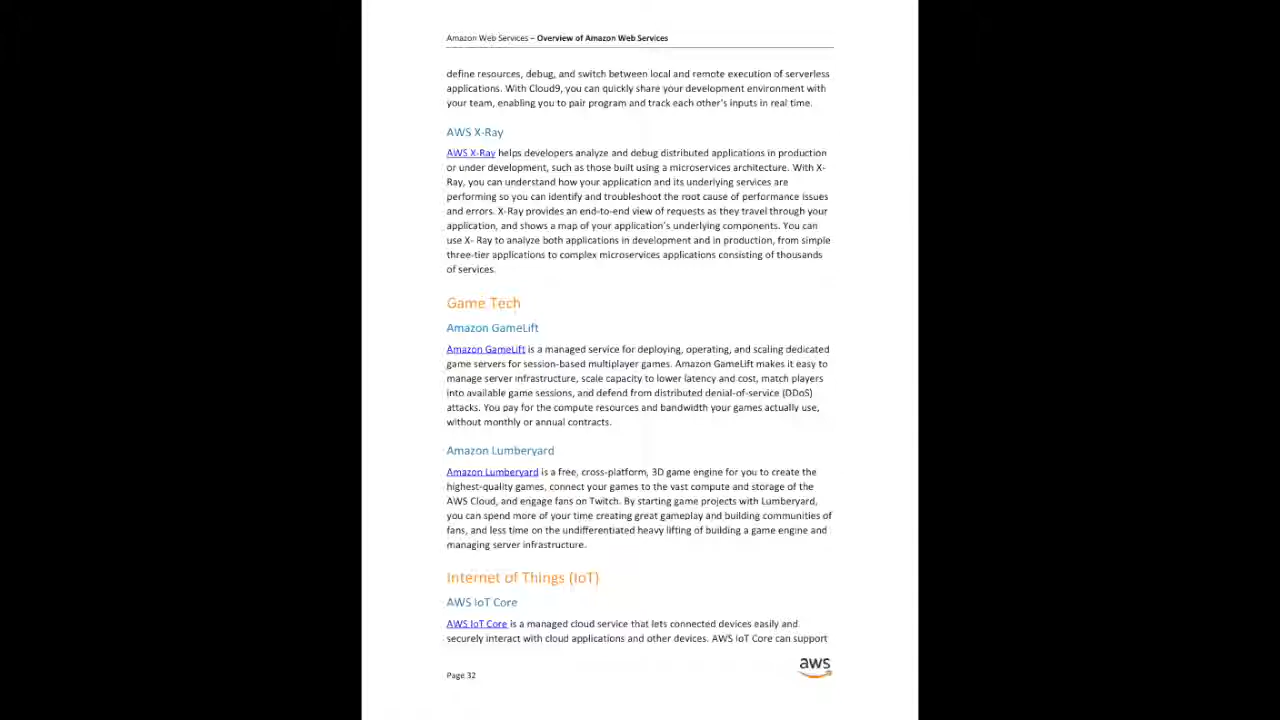 Amazon Web Services – Overview of Amazon Web Services
define resources, debug, and switch between local and remote execution of serverless
applications. With Cloud9, you can quickly share your development environment with
your team, enabling you to pair program and track each other's inputs in real time.
AWS X-Ray
AWS X-Ray helps developers analyze and debug distributed applications in production
or under development, such as those built using a microservices architecture. With X-
Ray, you can understand how your application and its underlying services are
performing so you can identify and troubleshoot the root cause of performance issues
and errors. X-Ray provides an end-to-end view of requests as they travel through your
application, and shows a map of your application's underlying components. You can
use X- Ray to analyze both applications in development and in production, from simple
three-tier applications to complex microservices applications consisting of thousands
of services.
Game Tech
Amazon GameLift
Amazon GameLift is a managed service for deploying, operating, and scaling dedicated
game servers for session-based multiplayer games. Amazon GameLift makes it easy to
manage server infrastructure, scale capacity to lower latency and cost, match players
into available game sessions, and defend from distributed denial-of-service (DDoS)
attacks. You pay for the compute resources and bandwidth your games actually use,
without monthly or annual contracts.
Amazon Lumberyard
Amazon Lumberyard is a free, cross-platform, 3D game engine for you to create the
highest-quality games, connect your games to the vast compute and storage of the
AWS Cloud, and engage fans on Twitch. By starting game projects with Lumberyard,
you can spend more of your time creating great gameplay and building communities of
fans, and less time on the undifferentiated heavy lifting of building a game engine and
managing server infrastructure.
Internet of Things (IoT)
AWS IoT Core
AWS IoT Core is a managed cloud service that lets connected devices easily and
securely interact with cloud applications and other devices. AWS IoT Core can support
aws
Page 32